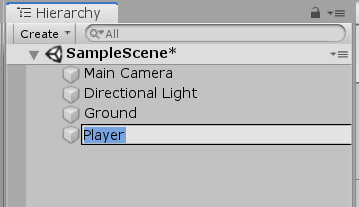 Hierarchy
Create All
SampleScene*
Main Camera
Directional Light
Ground
Player